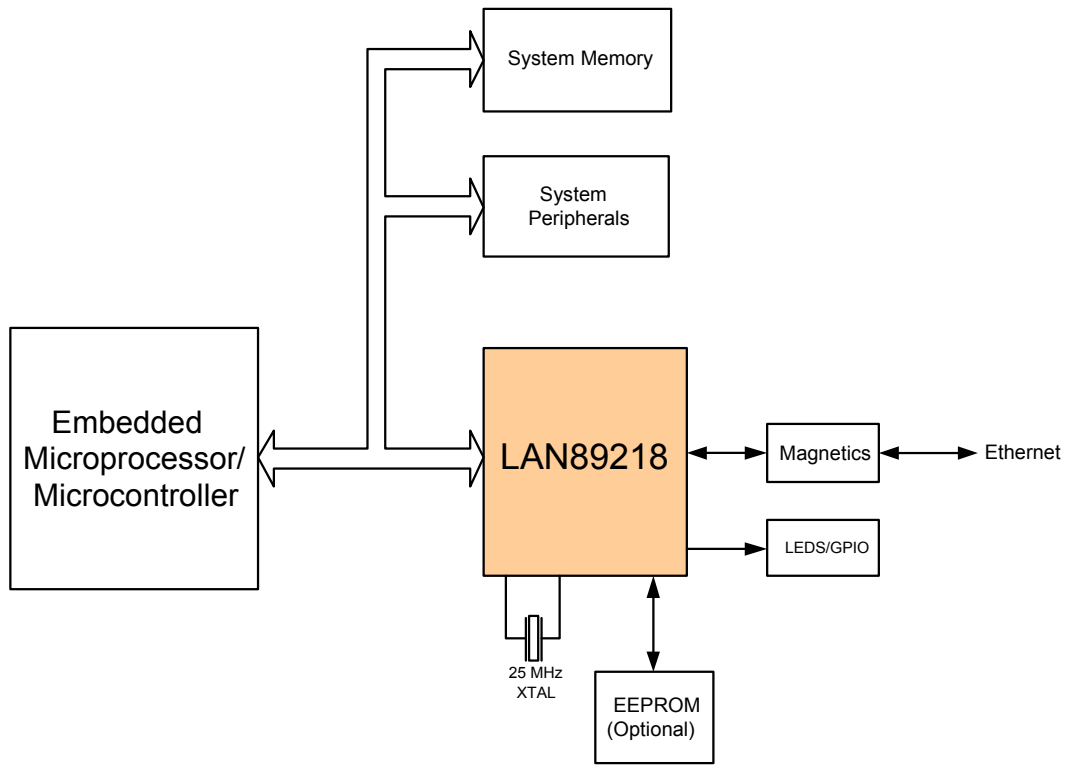 System Memory
System
Peripherals
Embedded
Microprocessor/
Microcontroller
LAN89218
Magnetics
Ethernet
LEDS/GPIO
25 MHz
XTAL
EEPROM
(Optional)